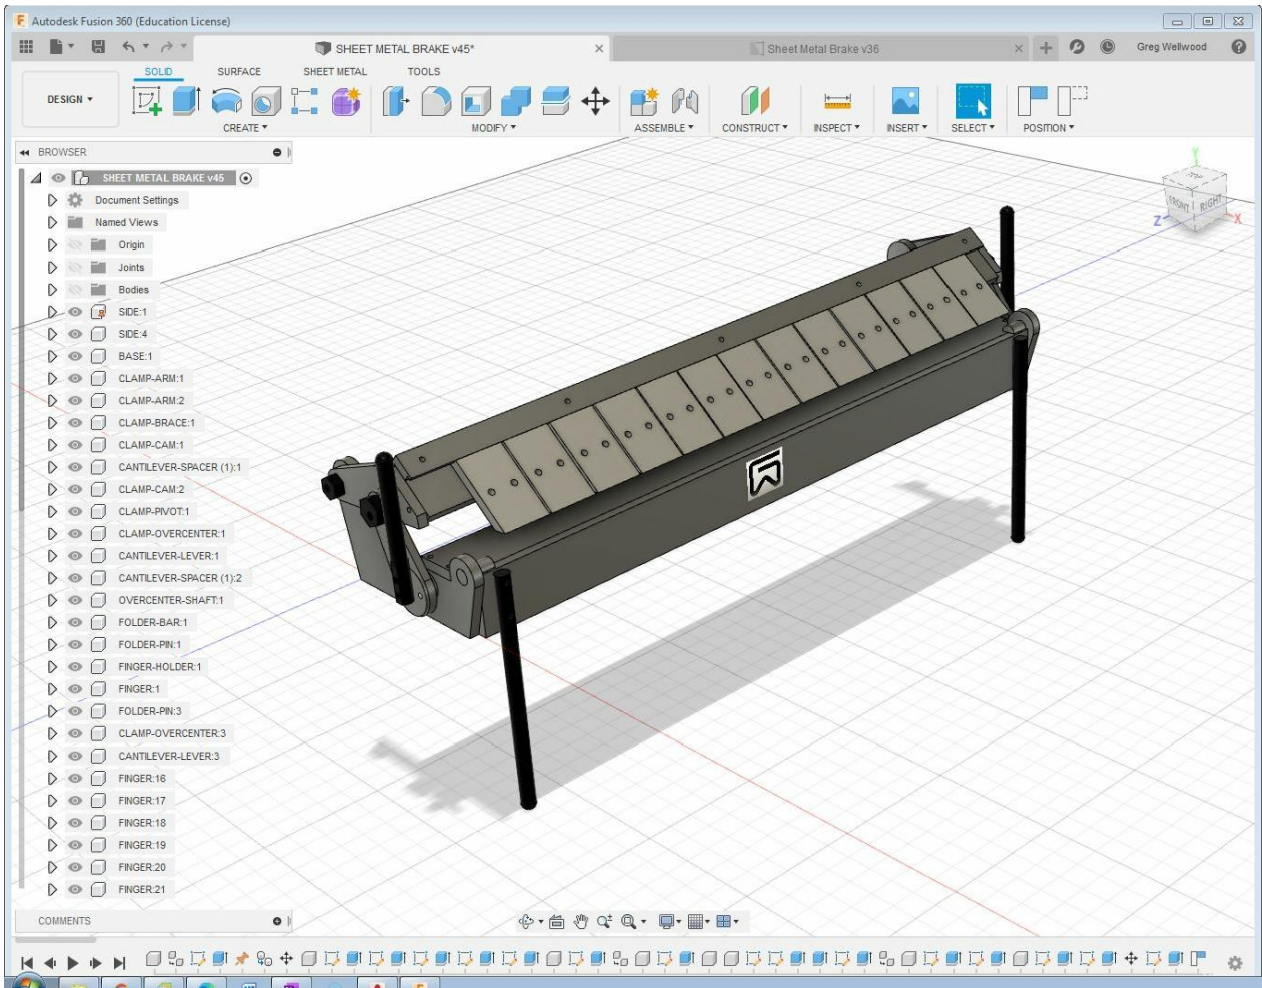 Autodesk Fusion 360 (Education License)
SHEET METAL BRAKE v45*
Sheet Metal Brake v36
Greg Wellwood
SOLID SURFACE SHEET METAL TOOLS
DESIGN
CREATE MODIFY ASSEMBLE CONSTRUCT INSPECT INSERT SELECT POSITION
BROWSER
SHEET METAL BRAKE v45
Document Settings
Named Views
Origin
Joints
Bodies
SIDE:1
SIDE:4
BASE:1
CLAMP-ARM:1
CLAMP-ARM:2
CLAMP-BRACE:1
CLAMP-CAM:1
CANTILEVER-SPACER (1):1
CLAMP-CAM:2
CLAMP-PIVOT:1
CLAMP-OVERCENTER:1
CANTILEVER-LEVER:1
CANTILEVER-SPACER (1):2
OVERCENTER-SHAFT:1
FOLDER-BAR:1
FOLDER-PIN:1
FINGER-HOLDER:1
FINGER:1
FOLDER-PIN:3
CLAMP-OVERCENTER:3
CANTILEVER-LEVER:3
FINGER:16
FINGER:17
FINGER:18
FINGER:19
FINGER:20
FINGER:21
COMMENTS
Y
TOP
FRONT RIGHT
Z X